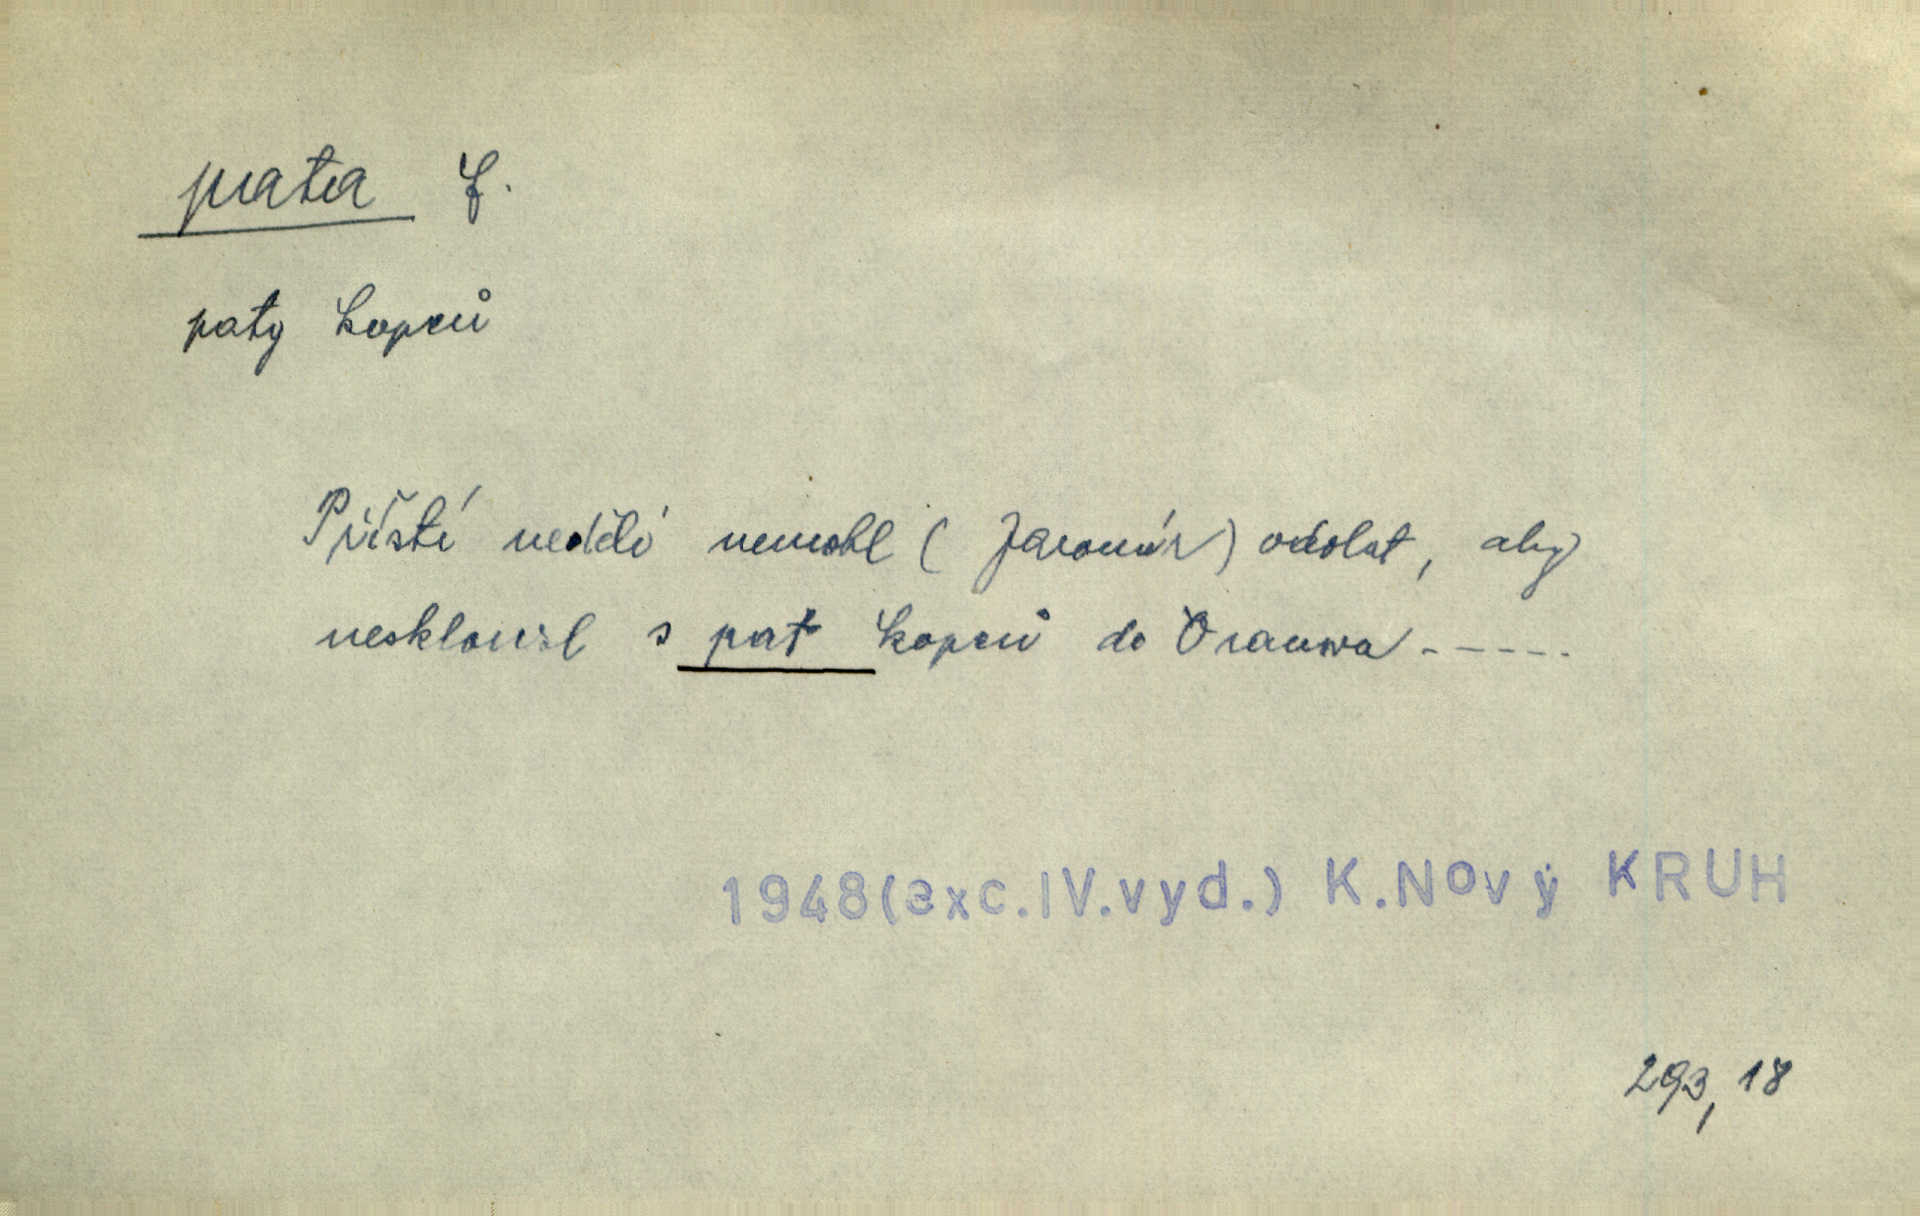 pata f.
paty kopců
Příští neděli nemohl (Jaromír) odolat, aby
nesklouzl s pat kopců do Oranwa -----.
1948(exc.IV.vyd.) K.Nový KRUH
293,18